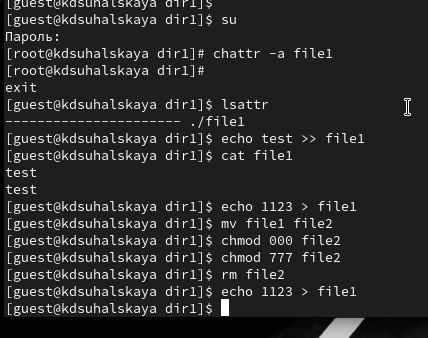 [guest@kdsuhalskaya dir1]$
[guest@kdsuhalskaya dir1]$ su
Пароль:
[root@kdsuhalskaya dir1]# chattr -a file1
[root@kdsuhalskaya dir1]#
exit
[guest@kdsuhalskaya dir1]$ lsattr
---------------------- ./file1
[guest@kdsuhalskaya dir1]$ echo test >> file1
[guest@kdsuhalskaya dir1]$ cat file1
test
test
[guest@kdsuhalskaya dir1]$ echo 1123 > file1
[guest@kdsuhalskaya dir1]$ mv file1 file2
[guest@kdsuhalskaya dir1]$ chmod 000 file2
[guest@kdsuhalskaya dir1]$ chmod 777 file2
[guest@kdsuhalskaya dir1]$ rm file2
[guest@kdsuhalskaya dir1]$ echo 1123 > file1
[guest@kdsuhalskaya dir1]$